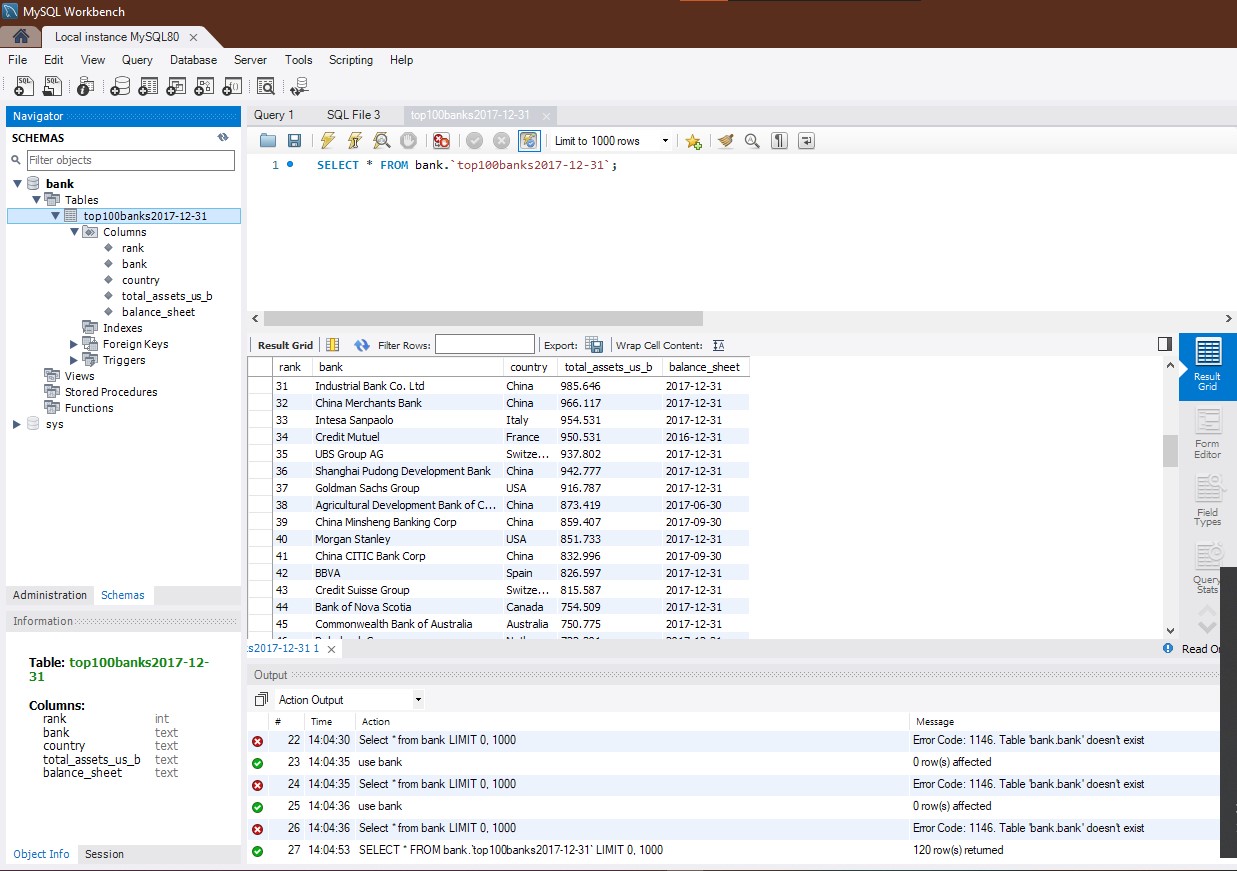 MySQL Workbench
Local instance MySQL80
File Edit View Query Database Server Tools Scripting Help
Navigator
SCHEMAS
Filter objects
bank
Tables
top100banks2017-12-31
Columns
rank
bank
country
total_assets_us_b
balance_sheet
Indexes
Foreign Keys
Triggers
Views
Stored Procedures
Functions
sys
Administration Schemas
Information
Table: top100banks2017-12-
31
Columns:
rank int
bank text
country text
total_assets_us_b text
balance_sheet text
Object Info Session
Query 1 SQL File 3 top100banks2017-12-31
Limit to 1000 rows
1 SELECT * FROM bank.`top100banks2017-12-31`;
Result Grid Filter Rows: Export: Wrap Cell Content:
rank bank country total_assets_us_b balance_sheet
31 Industrial Bank Co. Ltd China 985.646 2017-12-31
32 China Merchants Bank China 966.117 2017-12-31
33 Intesa Sanpaolo Italy 954.531 2017-12-31
34 Credit Mutuel France 950.531 2016-12-31
35 UBS Group AG Switze... 937.802 2017-12-31
36 Shanghai Pudong Development Bank China 942.777 2017-12-31
37 Goldman Sachs Group USA 916.787 2017-12-31
38 Agricultural Development Bank of C... China 873.419 2017-06-30
39 China Minsheng Banking Corp China 859.407 2017-09-30
40 Morgan Stanley USA 851.733 2017-12-31
41 China CITIC Bank Corp China 832.996 2017-09-30
42 BBVA Spain 826.597 2017-12-31
43 Credit Suisse Group Switze... 815.587 2017-12-31
44 Bank of Nova Scotia Canada 754.509 2017-12-31
45 Commonwealth Bank of Australia Australia 750.775 2017-12-31
Result
Grid
Form
Editor
Field
Types
Query
Stats
s2017-12-31 1
Read On
Output
Action Output
# Time Action Message
22 14:04:30 Select * from bank LIMIT 0, 1000 Error Code: 1146. Table 'bank.bank' doesn't exist
23 14:04:35 use bank 0 row(s) affected
24 14:04:35 Select * from bank LIMIT 0, 1000 Error Code: 1146. Table 'bank.bank' doesn't exist
25 14:04:36 use bank 0 row(s) affected
26 14:04:36 Select * from bank LIMIT 0, 1000 Error Code: 1146. Table 'bank.bank' doesn't exist
27 14:04:53 SELECT * FROM bank.`top100banks2017-12-31` LIMIT 0, 1000 120 row(s) returned